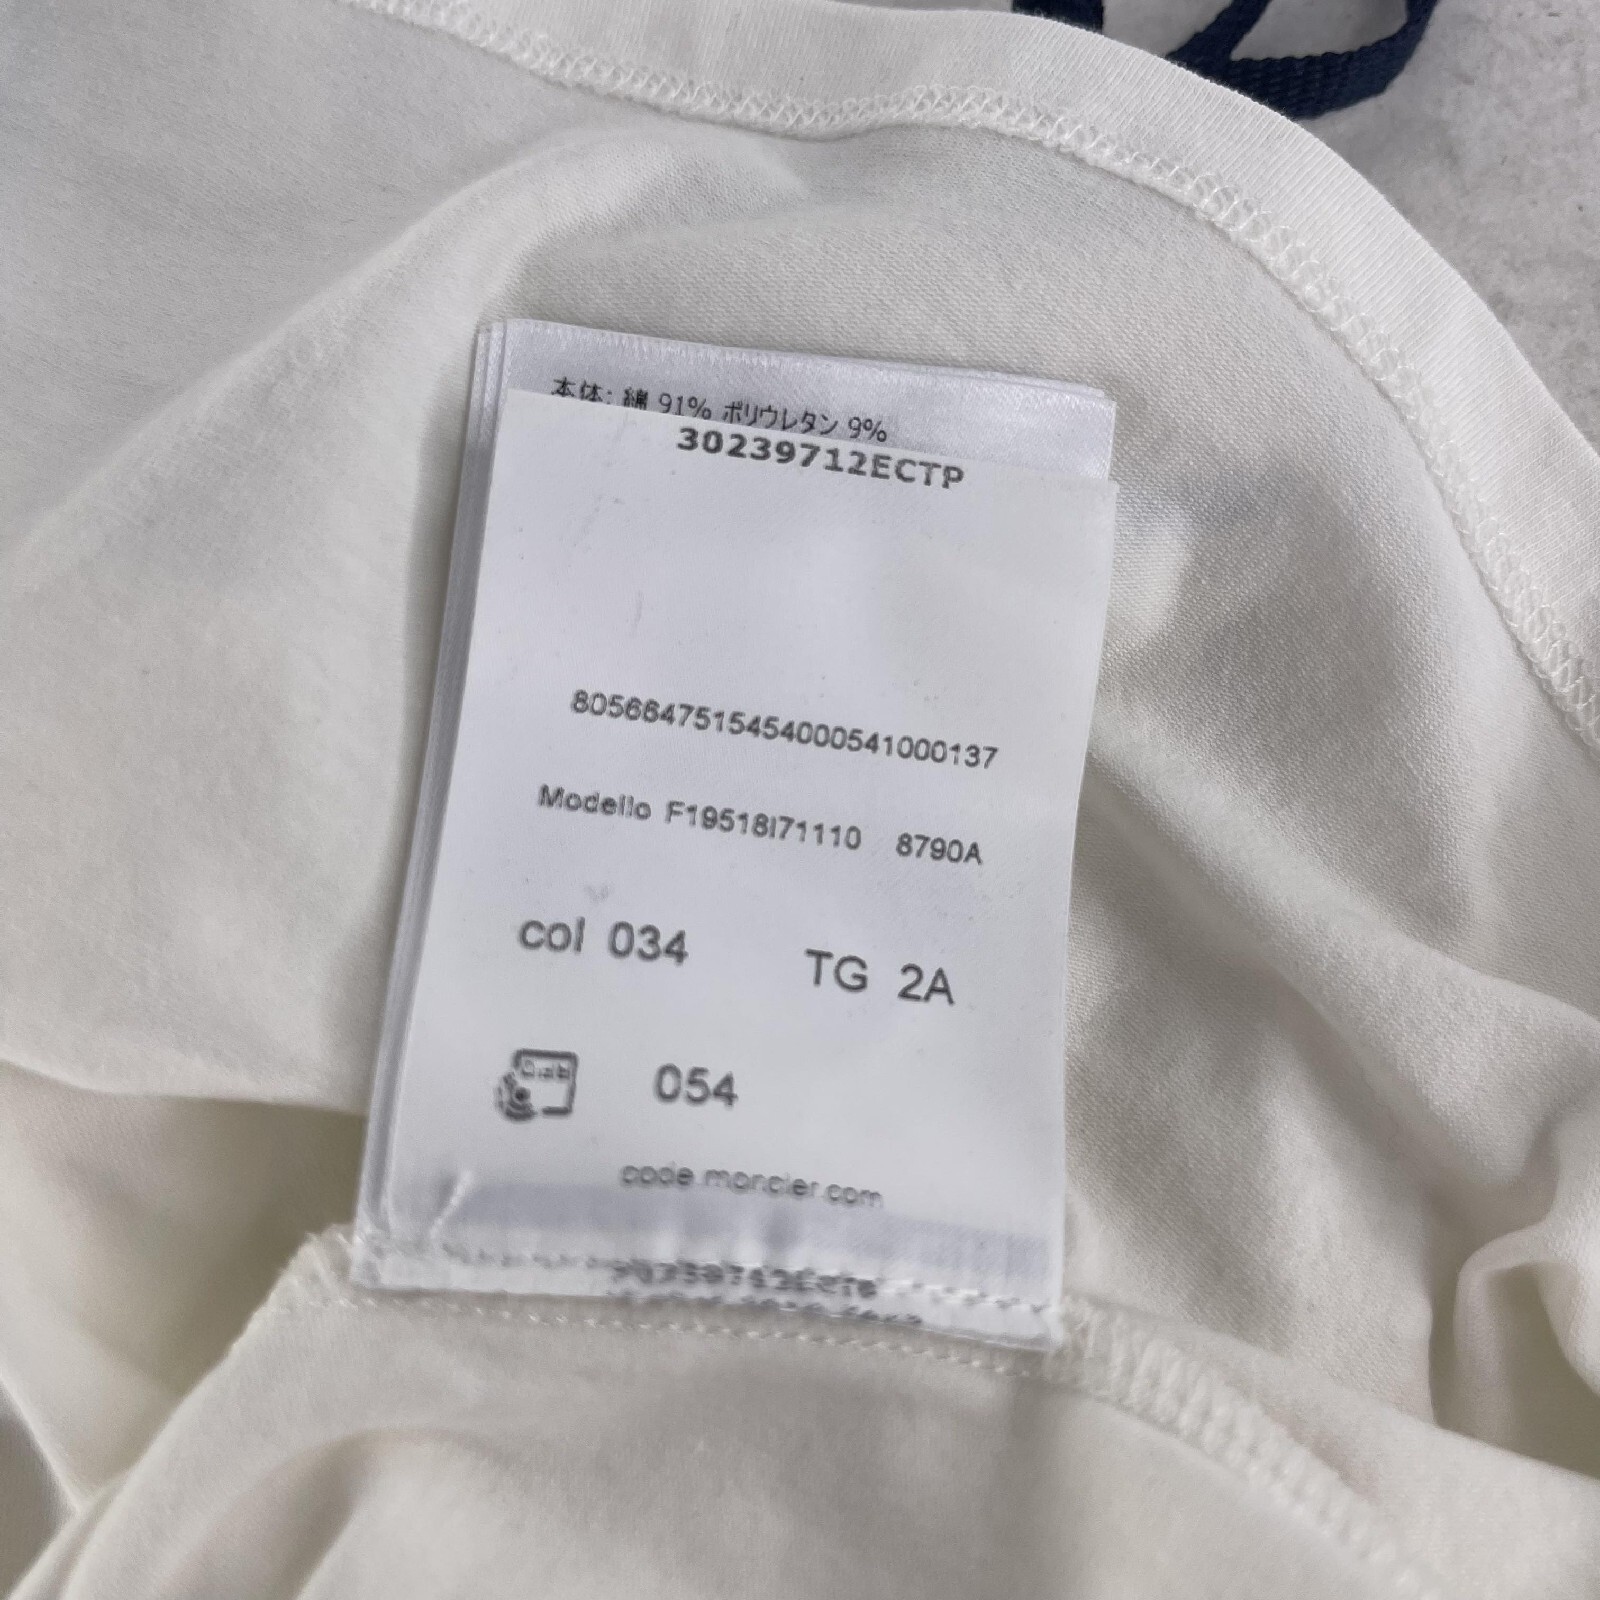 本体: 綿 91% ポリウレタン 9%
30239712ECTP
8056647515454000541000137
Modello F19518I71110 8790A
col 034 TG 2A
054
code.moncler.com